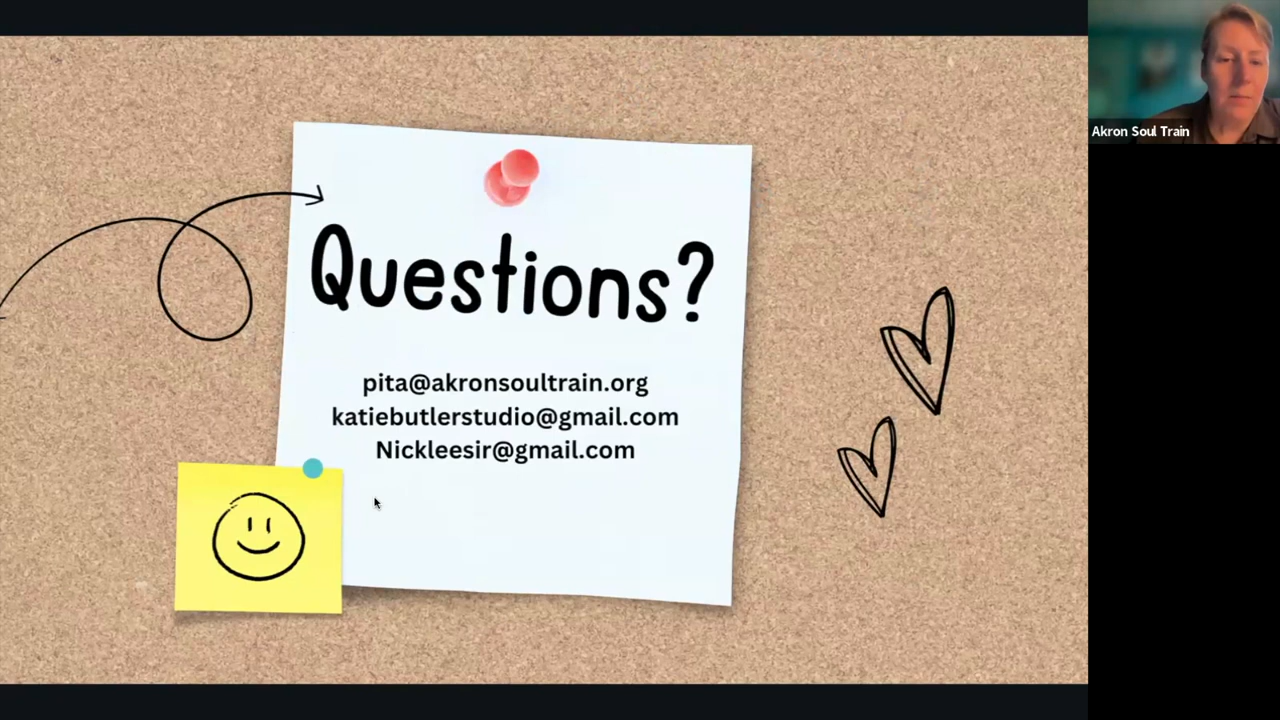 Questions?
pita@akronsoultrain.org
katiebutlerstudio@gmail.com
Nickleesir@gmail.com
Akron Soul Train